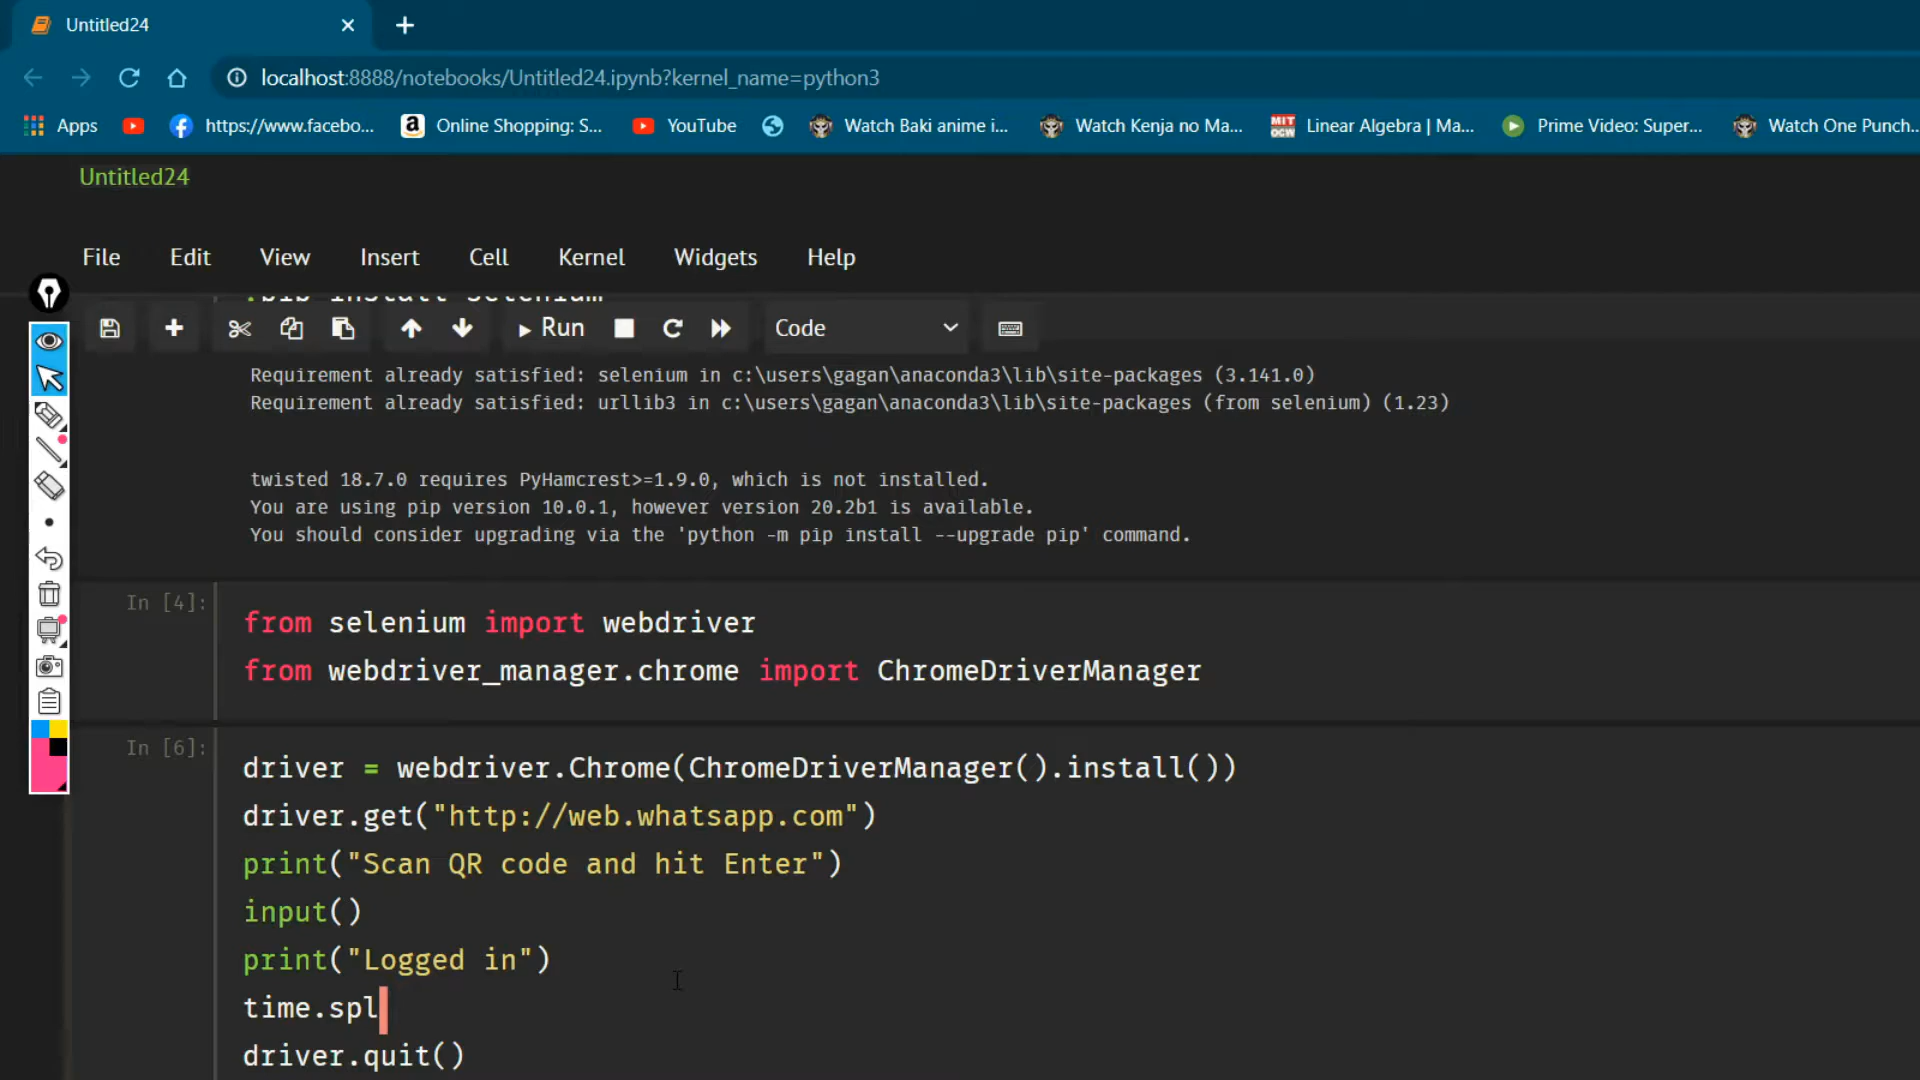 Untitled24
localhost:8888/notebooks/Untitled24.ipynb?kernel_name=python3
Apps
https://www.facebo...
a
Online Shopping: S...
YouTube
Watch Baki anime i...
Watch Kenja no Ma...
MIT
OCW
Linear Algebra | Ma...
Prime Video: Super...
Watch One Punch...
Untitled24
File Edit View Insert Cell Kernel Widgets Help
!pip install selenium
Run
Code
Requirement already satisfied: selenium in c:\users\gagan\anaconda3\lib\site-packages (3.141.0)
Requirement already satisfied: urllib3 in c:\users\gagan\anaconda3\lib\site-packages (from selenium) (1.23)
twisted 18.7.0 requires PyHamcrest>=1.9.0, which is not installed.
You are using pip version 10.0.1, however version 20.2b1 is available.
You should consider upgrading via the 'python -m pip install --upgrade pip' command.
In [4]:
from selenium import webdriver
from webdriver_manager.chrome import ChromeDriverManager
In [6]:
driver = webdriver.Chrome(ChromeDriverManager().install())
driver.get("http://web.whatsapp.com")
print("Scan QR code and hit Enter")
input()
print("Logged in")
time.spl
driver.quit()